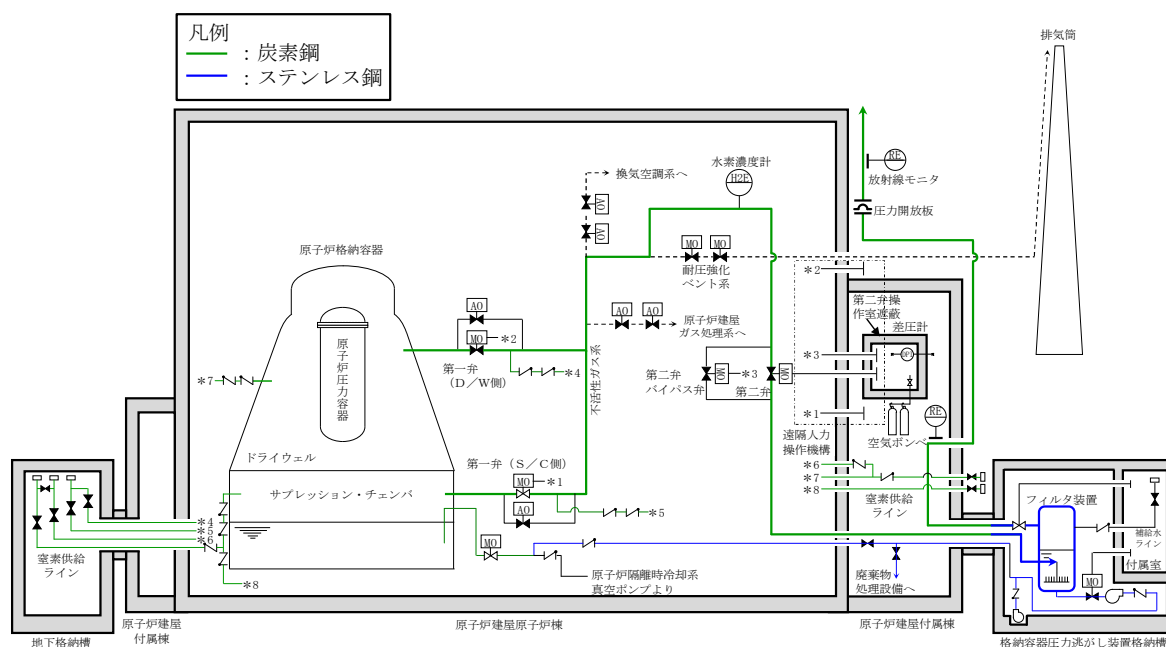 凡例
：炭素鋼
：ステンレス鋼
排気筒
水素濃度計
H2E
換気空調系へ
AO
AO
RE
放射線モニタ
圧力開放板
原子炉格納容器
MO
MO
耐圧強化
ベント系
＊2
第二弁操
作室遮蔽
差圧計
DPI
AO
MO
＊2
AO
AO
原子炉建屋
ガス処理系へ
原子炉圧力容器
＊4
第一弁
（D／W側）
不活性ガス系
＊7
＊3
MO
＊3
MO
第二弁
バイパス弁
第二弁
＊1
RE
遠隔人力
操作機構
空気ボンベ
ドライウェル
第一弁（S／C側）
MO
＊1
サプレッション・チェンバ
AO
＊5
＊6
＊7
＊8
窒素供給
ライン
フィルタ装置
補給水
ライン
付属室
MO
＊4
＊5
＊6
窒素供給
ライン
＊8
MO
原子炉隔離時冷却系
真空ポンプより
廃棄物
処理設備へ
地下格納槽
原子炉建屋
付属棟
原子炉建屋原子炉棟
原子炉建屋付属棟
格納容器圧力逃がし装置格納槽